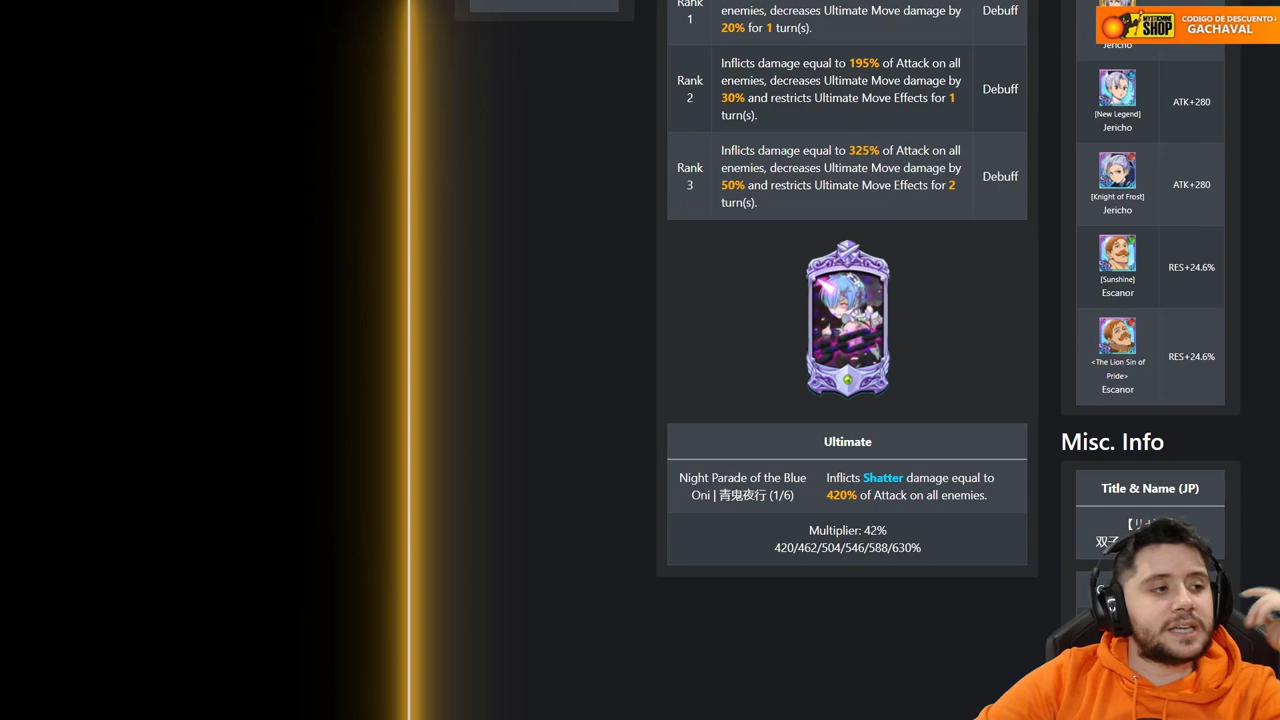 Rank
1
enemies, decreases Ultimate Move damage by
20% for 1 turn(s).
Debuff
Rank
2
Inflicts damage equal to 195% of Attack on all
enemies, decreases Ultimate Move damage by
30% and restricts Ultimate Move Effects for 1
turn(s).
Debuff
Rank
3
Inflicts damage equal to 325% of Attack on all
enemies, decreases Ultimate Move damage by
50% and restricts Ultimate Move Effects for 2
turn(s).
Debuff
Ultimate
Night Parade of the Blue
Oni | 青鬼夜行 (1/6)
Inflicts Shatter damage equal to
420% of Attack on all enemies.
Multiplier: 42%
420/462/504/546/588/630%
SHOP
CODIGO DE DESCUENTO
GACHAVAL
Jericho
[New Legend]
Jericho
ATK+280
[Knight of Frost]
Jericho
ATK+280
[Sunshine]
Escanor
RES+24.6%
<The Lion Sin of
Pride>
Escanor
RES+24.6%
Misc. Info
Title & Name (JP)
双子